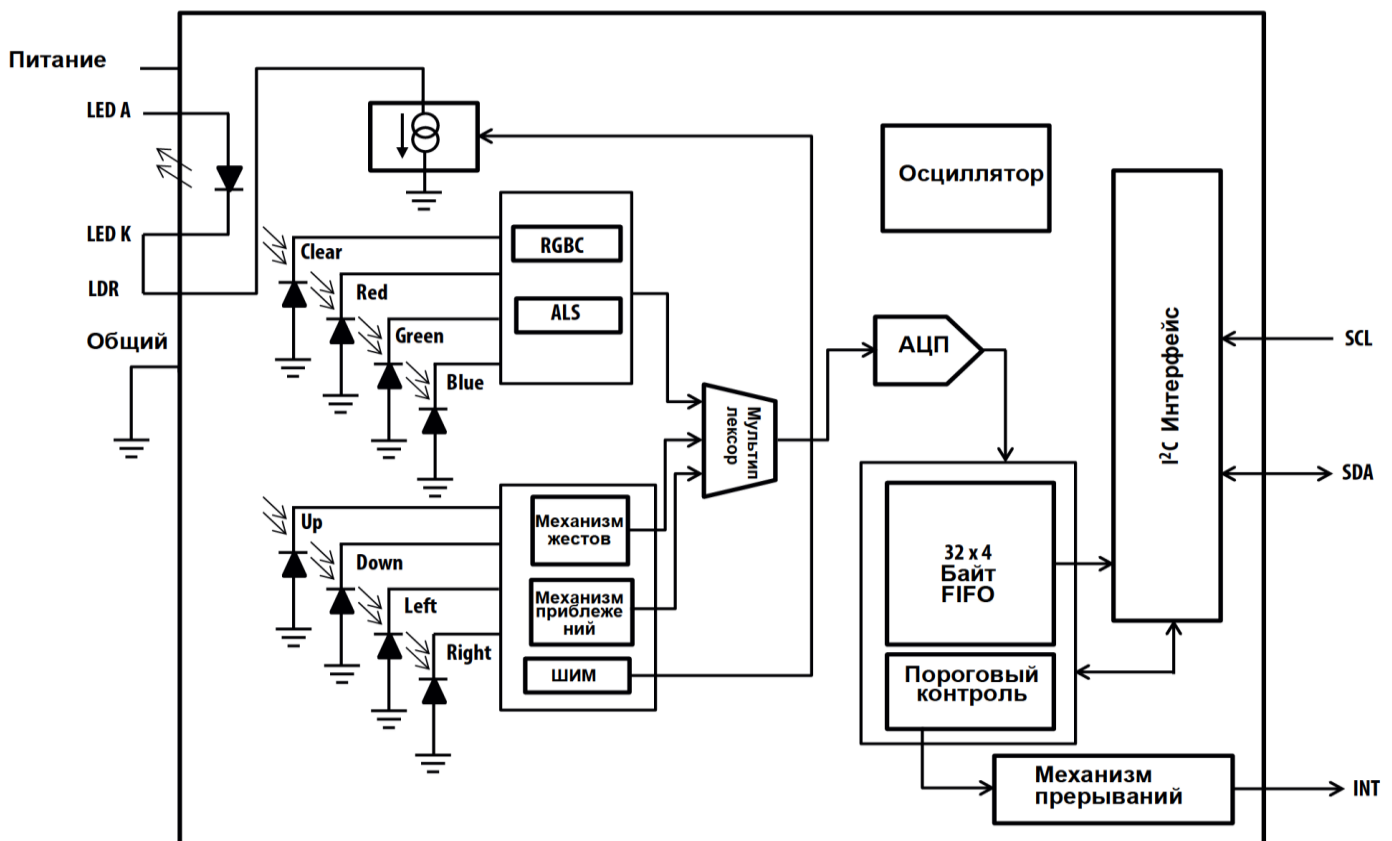 Питание
LED A
LED K
LDR
Общий
Clear
Red
Green
Blue
RGBC
ALS
Up
Down
Left
Right
Механизм
жестов
Механизм
приблеже
ний
ШИМ
Мультип
лексор
Осциллятор
АЦП
32 x 4
Байт
FIFO
Пороговый
контроль
I²C Интерфейс
Механизм
прерываний
SCL
SDA
INT